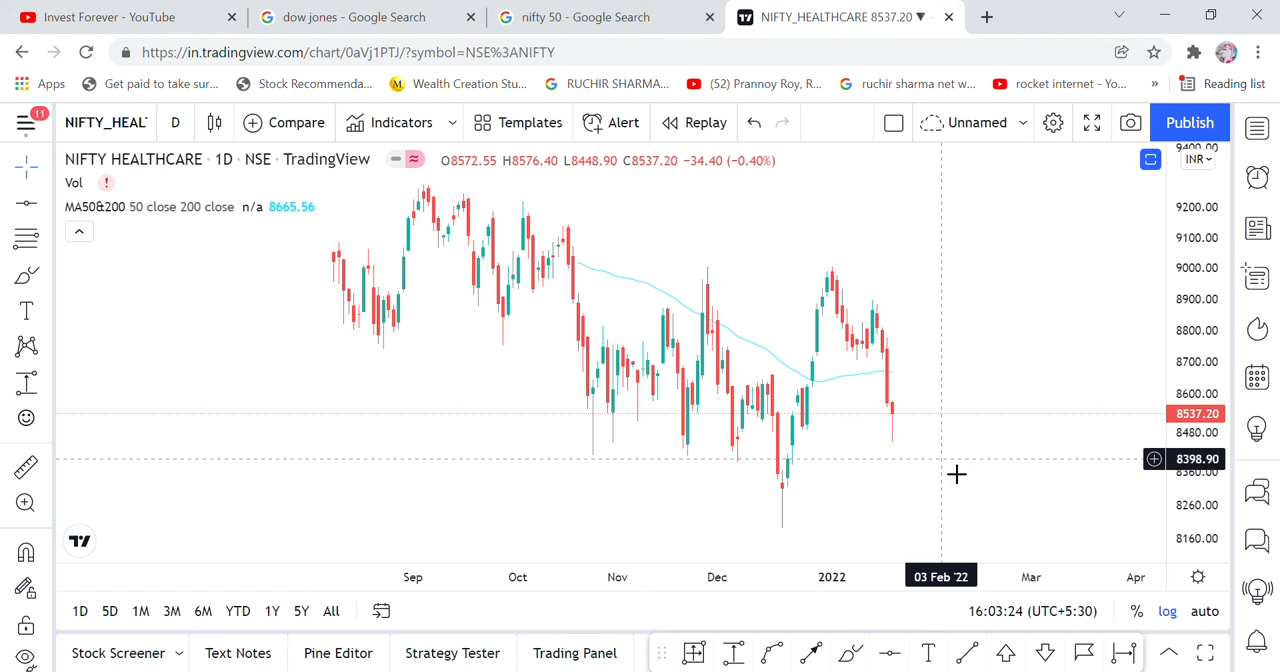 Invest Forever - YouTube
dow jones - Google Search
nifty 50 - Google Search
NIFTY_HEALTHCARE 8537.20 ▼ -
https://in.tradingview.com/chart/0aVj1PTJ/?symbol=NSE%3ANIFTY
Apps Get paid to take sur... Stock Recommenda... M Wealth Creation Stu... RUCHIR SHARMA... (52) Prannoy Roy, R... ruchir sharma net w... rocket internet - Yo... » Reading list
11 NIFTY_HEAL D Compare Indicators Templates Alert Replay Unnamed Publish
NIFTY HEALTHCARE · 1D · NSE · TradingView O8572.55 H8576.40 L8448.90 C8537.20 −34.40 (−0.40%)
INR
Vol !
MA50&200 50 close 200 close n/a 8665.56
9400.00
9200.00
9100.00
9000.00
8900.00
8800.00
8700.00
8600.00
8537.20
8480.00
8398.90
8360.00
8260.00
8160.00
Sep Oct Nov Dec 2022 03 Feb '22 Mar Apr
1D 5D 1M 3M 6M YTD 1Y 5Y All 16:03:24 (UTC+5:30) % log auto
Stock Screener Text Notes Pine Editor Strategy Tester Trading Panel T